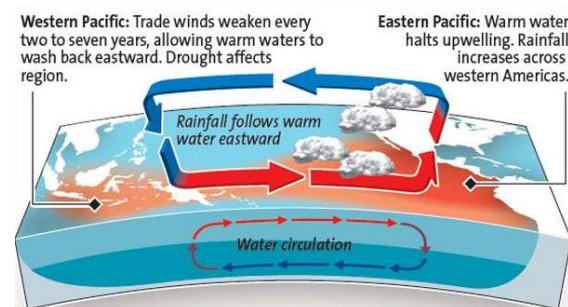 Western Pacific: Trade winds weaken every
two to seven years, allowing warm waters to
wash back eastward. Drought affects
region.
Eastern Pacific: Warm water
halts upwelling. Rainfall
increases across
western Americas.
Rainfall follows warm
water eastward
Water circulation